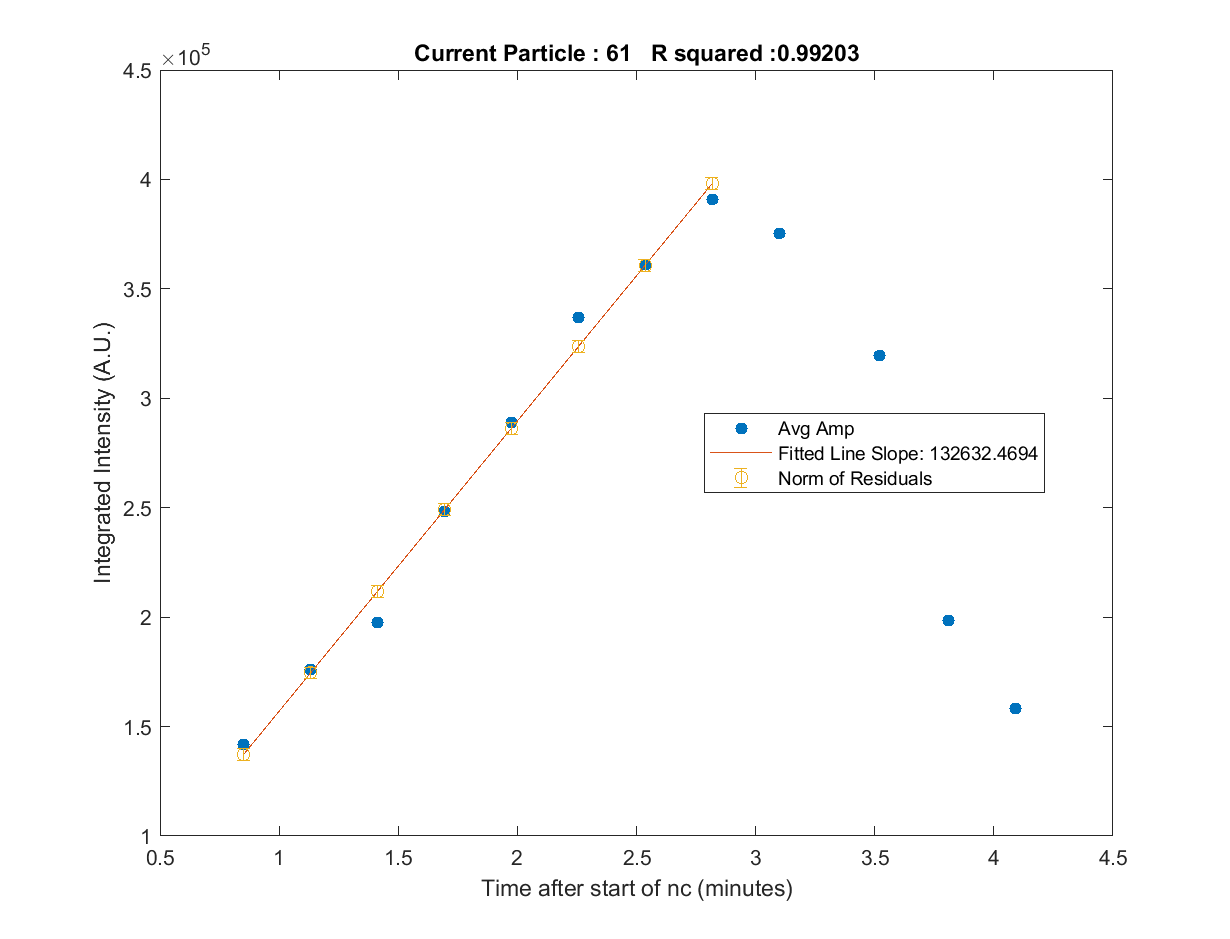 Current Particle : 61   R squared :0.99203
×10^5
4.5
4
3.5
3
2.5
2
1.5
1
Integrated Intensity (A.U.)
Avg Amp
Fitted Line Slope: 132632.4694
Norm of Residuals
0.5 1 1.5 2 2.5 3 3.5 4 4.5
Time after start of nc (minutes)